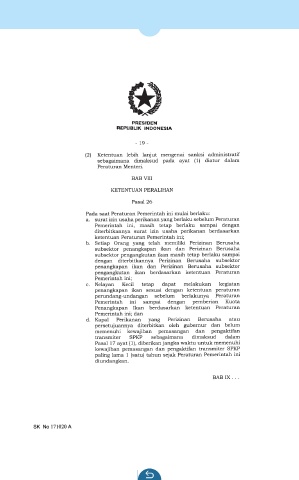 PRESIDEN
REPUBLIK INDONESIA
- 19 -
(2) Ketentuan lebih lanjut mengenai sanksi administratif
sebagaimana dimaksud pada ayat (1) diatur dalam
Peraturan Menteri.
BAB VIII
KETENTUAN PERALIHAN
Pasal 26
Pada saat Peraturan Pemerintah ini mulai berlaku:
a. surat izin usaha perikanan yang berlaku sebelum Peraturan
Pemerintah ini, masih tetap berlaku sampai dengan
diterbitkannya surat izin usaha perikanan berdasarkan
ketentuan Peraturan Pemerintah ini;
b. Setiap Orang yang telah memiliki Perizinan Berusaha
subsektor penangkapan ikan dan Perizinan Berusaha
subsektor pengangkutan ikan masih tetap berlaku sampai
dengan diterbitkannya Perizinan Berusaha subsektor
penangkapan ikan dan Perizinan Berusaha subsektor
pengangkutan ikan berdasarkan ketentuan Peraturan
Pemerintah ini;
c. Nelayan Kecil tetap dapat melakukan kegiatan
penangkapan ikan sesuai dengan ketentuan peraturan
perundang-undangan sebelum berlakunya Peraturan
Pemerintah ini sampai dengan pemberian Kuota
Penangkapan Ikan berdasarkan ketentuan Peraturan
Pemerintah ini; dan
d. Kapal Perikanan yang Perizinan Berusaha atau
persetujuannya diterbitkan oleh gubernur dan belum
memenuhi kewajiban pemasangan dan pengaktifan
transmiter SPKP sebagaimana dimaksud dalam
Pasal 17 ayat (1), diberikan jangka waktu untuk memenuhi
kewajiban pemasangan dan pengaktifan transmiter SPKP
paling lama 1 (satu) tahun sejak Peraturan Pemerintah ini
diundangkan.
BAB IX . . .
SK No 171020 A